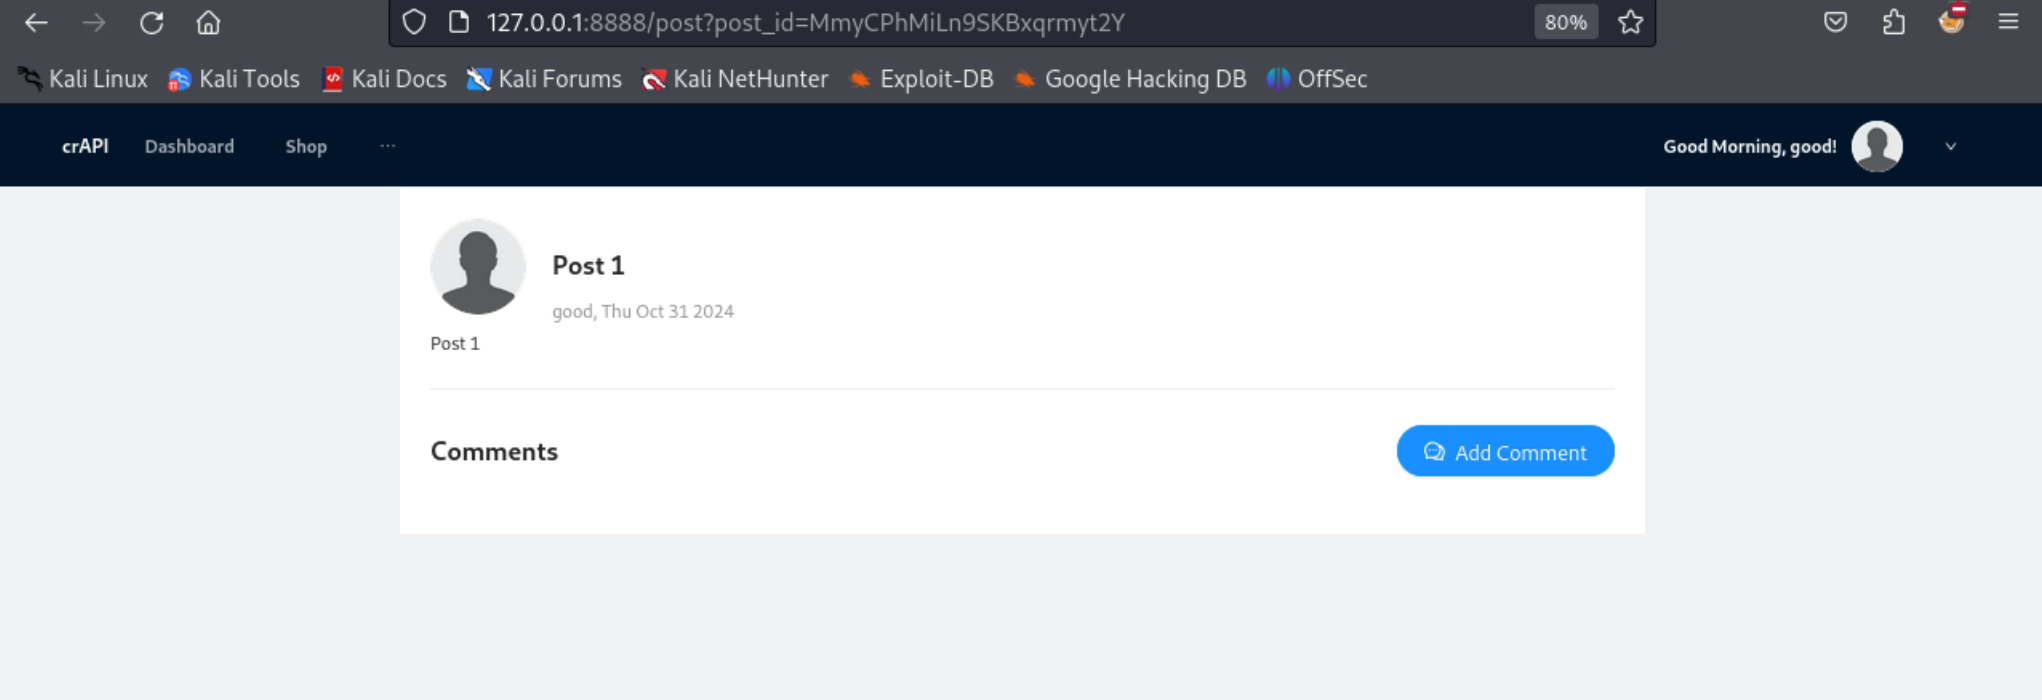 127.0.0.1:8888/post?post_id=MmyCPhMiLn9SKBxqrmyt2Y 80%
Kali Linux Kali Tools Kali Docs Kali Forums Kali NetHunter Exploit-DB Google Hacking DB OffSec
crAPI Dashboard Shop ··· Good Morning, good!
Post 1
good, Thu Oct 31 2024
Post 1
Comments Add Comment